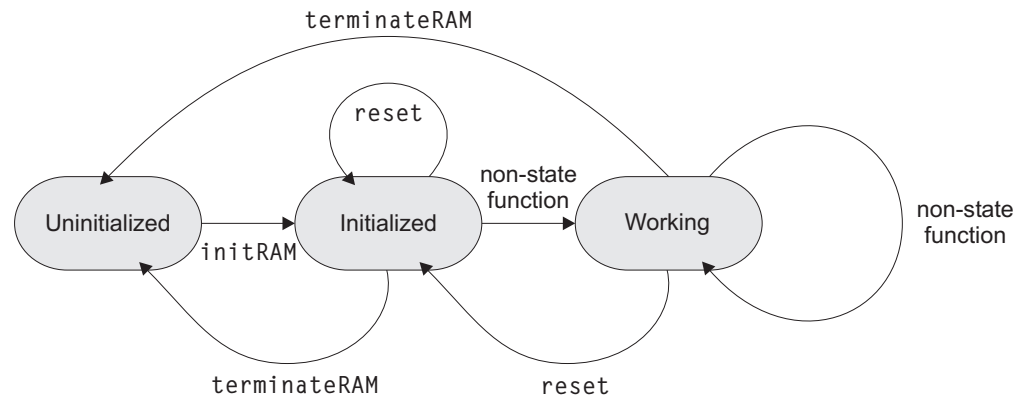 terminateRAM
reset
non-state
function
Uninitialized
initRAM
Initialized
Working
non-state
function
terminateRAM
reset